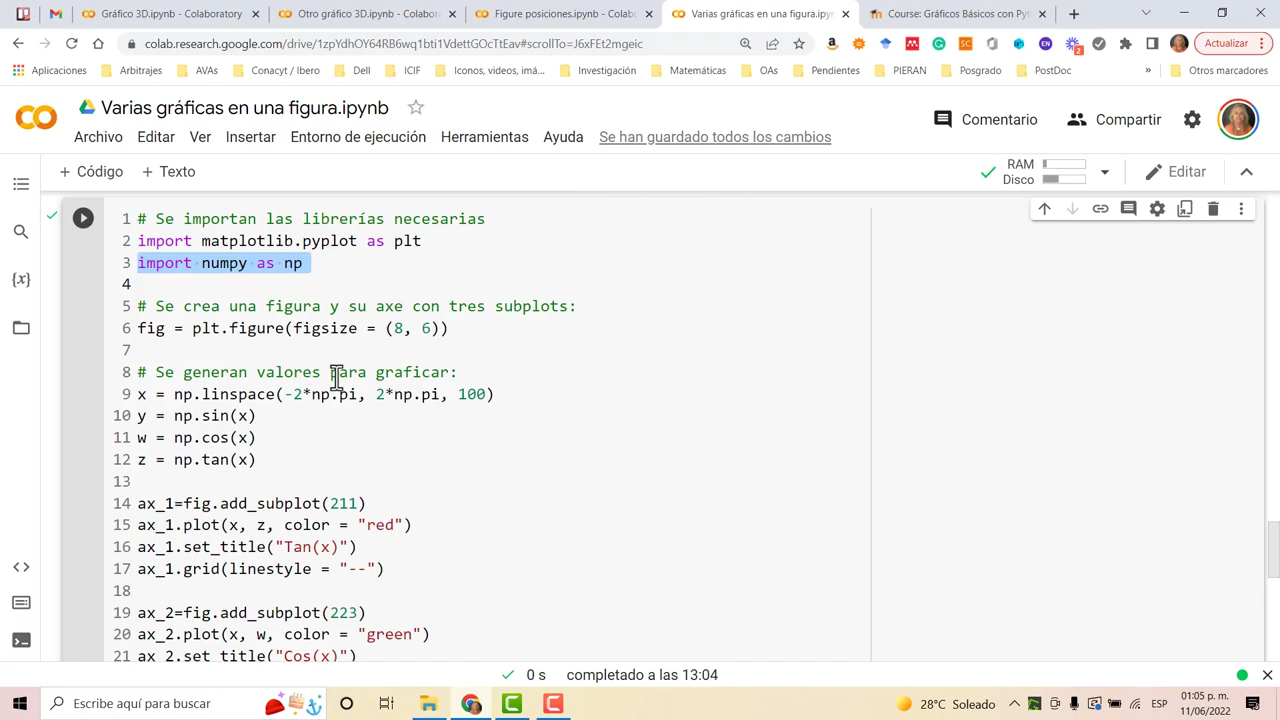 Gráfico 3D.ipynb - Colaboratory
Otro gráfico 3D.ipynb - Colabora
Figure posiciones.ipynb - Colab
Varias gráficas en una figura.ipyn
Course: Gráficos Básicos con Pyt
colab.research.google.com/drive/1zpVdhOYX4RB6wq1bti1VdettGTcTtEav#scrollTo=J6xFEt2mgeic
Actualizar
Aplicaciones
Arbitrajes
AVAs
Conacyt / Ibero
Deli
ICIF
Iconos, videos, imá...
Investigación
Matemáticas
OAs
Pendientes
PIERAN
Posgrado
PostDoc
»
Otros marcadores
Varias gráficas en una figura.ipynb
Comentario
Compartir
Archivo Editar Ver Insertar Entorno de ejecución Herramientas Ayuda Se han guardado todos los cambios
+ Código + Texto
RAM
Disco
Editar
1 # Se importan las librerías necesarias
2 import matplotlib.pyplot as plt
3 import numpy as np
4
5 # Se crea una figura y su axe con tres subplots:
6 fig = plt.figure(figsize = (8, 6))
7
8 # Se generan valores para graficar:
9 x = np.linspace(-2*np.pi, 2*np.pi, 100)
10 y = np.sin(x)
11 w = np.cos(x)
12 z = np.tan(x)
13
14 ax_1=fig.add_subplot(211)
15 ax_1.plot(x, z, color = "red")
16 ax_1.set_title("Tan(x)")
17 ax_1.grid(linestyle = "--")
18
19 ax_2=fig.add_subplot(223)
20 ax_2.plot(x, w, color = "green")
21 ax_2.set_title("Cos(x)")
{x}
0 s completado a las 13:04
Escribe aquí para buscar
28°C Soleado
ESP
01:05 p. m.
11/06/2022